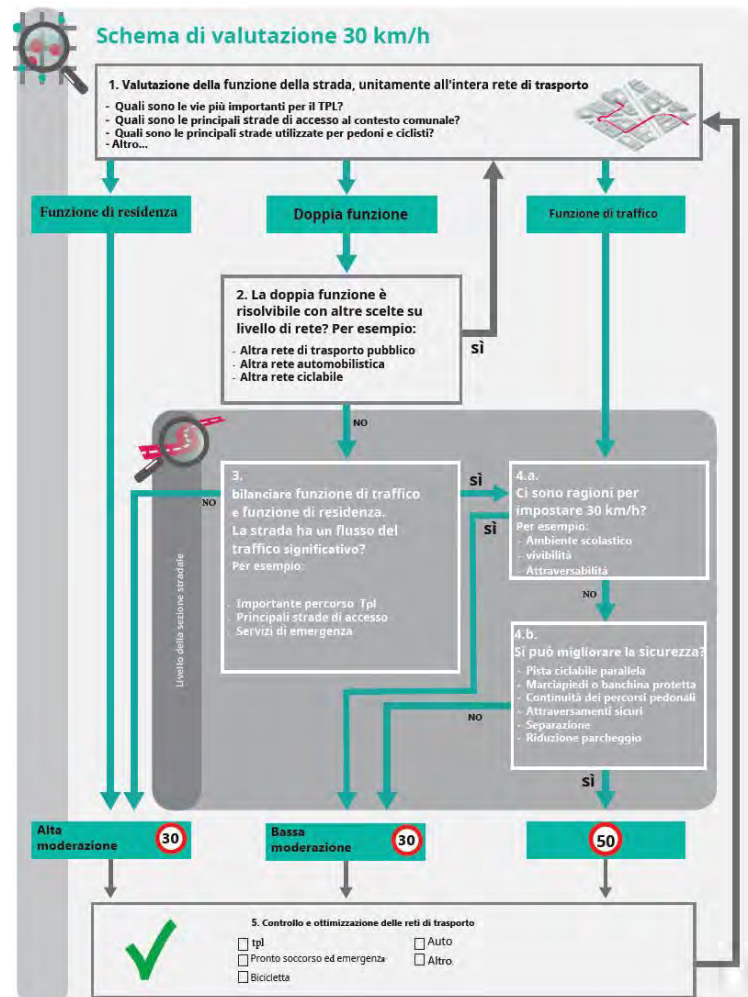 Schema di valutazione 30 km/h
1. Valutazione della funzione della strada, unitamente all'intera rete di trasporto
- Quali sono le vie più importanti per il TPL?
- Quali sono le principali strade di accesso al contesto comunale?
- Quali sono le principali strade utilizzate per pedoni e ciclisti?
- Altro...
Funzione di residenza
Doppia funzione
Funzione di traffico
2. La doppia funzione è
risolvibile con altre scelte su
livello di rete? Per esempio:
- Altra rete di trasporto pubblico
- Altra rete automobilistica
- Altra rete ciclabile
sì
NO
Livello della sezione stradale
3.
bilanciare funzione di traffico
e funzione di residenza.
La strada ha un flusso del
traffico significativo?
Per esempio:
- Importante percorso Tpl
- Principali strade di accesso
- Servizi di emergenza
NO
sì
4.a.
Ci sono ragioni per
impostare 30 km/h?
Per esempio:
- Ambiente scolastico
- vivibilità
- Attraversabilità
sì
NO
4.b.
Si può migliorare la sicurezza?
- Pista ciclabile parallela
- Marciapiedi o banchina protetta
- Continuità dei percorsi pedonali
- Attraversamenti sicuri
- Separazione
- Riduzione parcheggio
NO
sì
Alta
moderazione
30
Bassa
moderazione
30
50
5. Controllo e ottimizzazione delle reti di trasporto
tpl
Pronto soccorso ed emergenza
Bicicletta
Auto
Altro